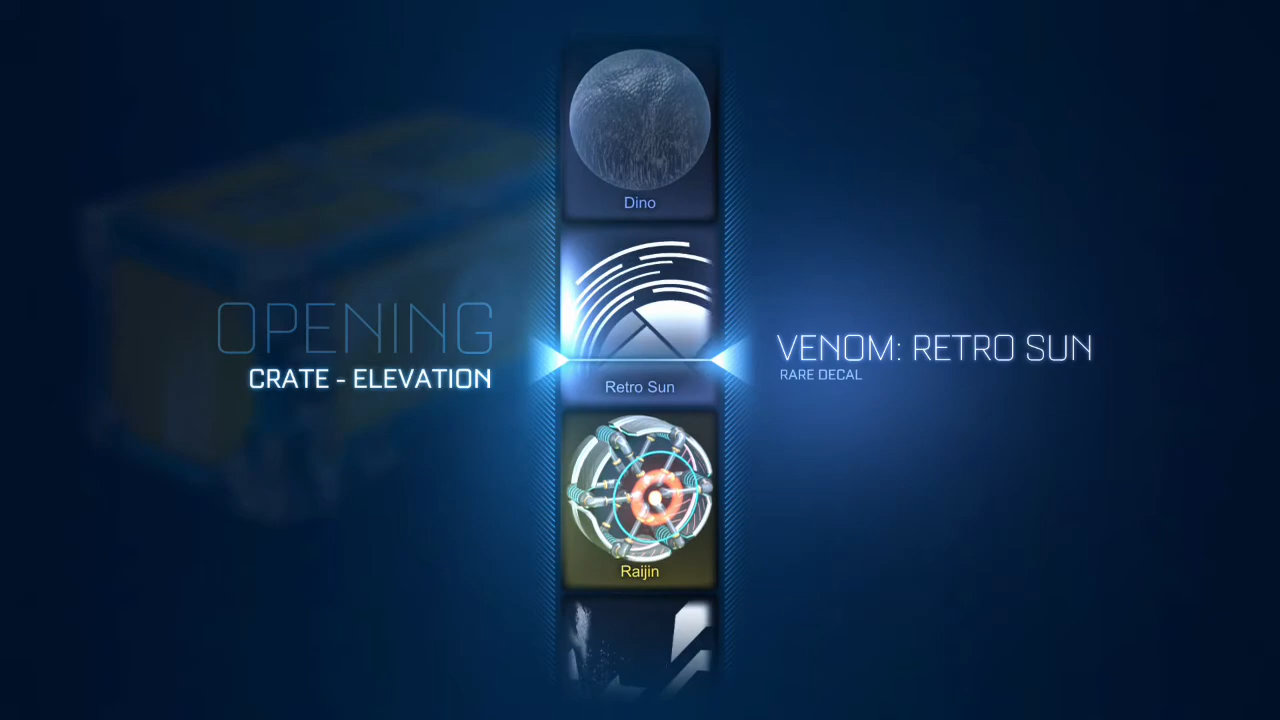 Dino
OPENING
CRATE - ELEVATION
Retro Sun
VENOM: RETRO SUN
RARE DECAL
Raijin